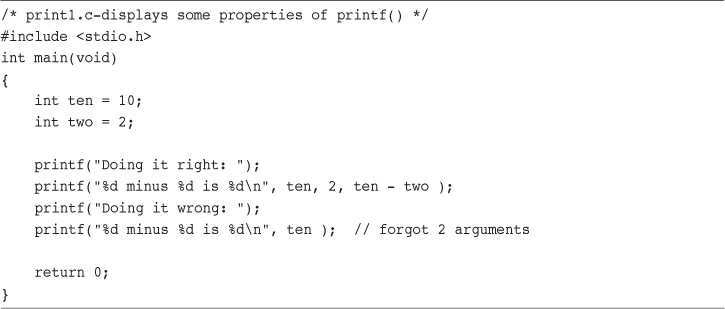 /* print1.c-displays some properties of printf() */
#include <stdio.h>
int main(void)
{
    int ten = 10;
    int two = 2;

    printf("Doing it right: ");
    printf("%d minus %d is %d\n", ten, 2, ten - two );
    printf("Doing it wrong: ");
    printf("%d minus %d is %d\n", ten );  // forgot 2 arguments

    return 0;
}